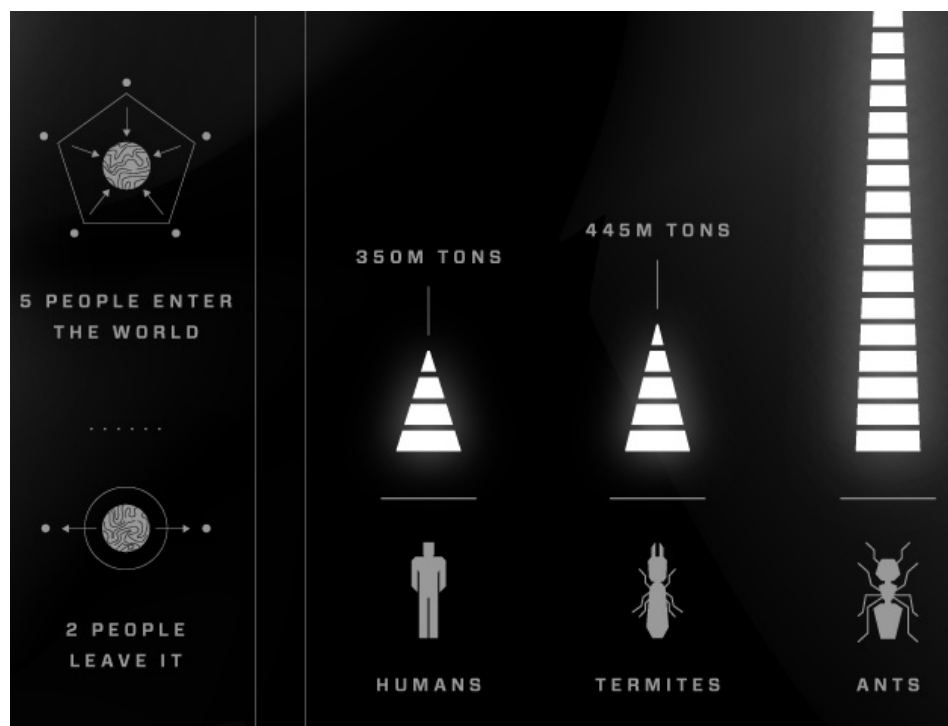 5 PEOPLE ENTER
THE WORLD
2 PEOPLE
LEAVE IT
350M TONS
445M TONS
HUMANS
TERMITES
ANTS